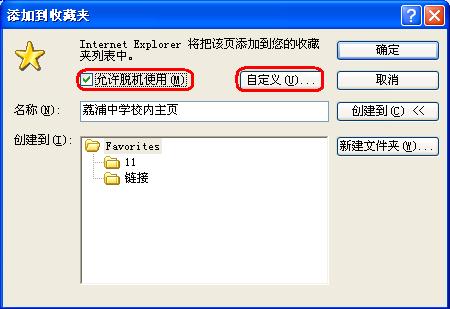 添加到收藏夹
Internet Explorer 将把该页添加到您的收藏
夹列表中。
确定
允许脱机使用(M)
自定义(U)...
取消
名称(N):
荔浦中学校内主页
创建到(C) <<
创建到(I):
Favorites
新建文件夹(W)...
11
链接